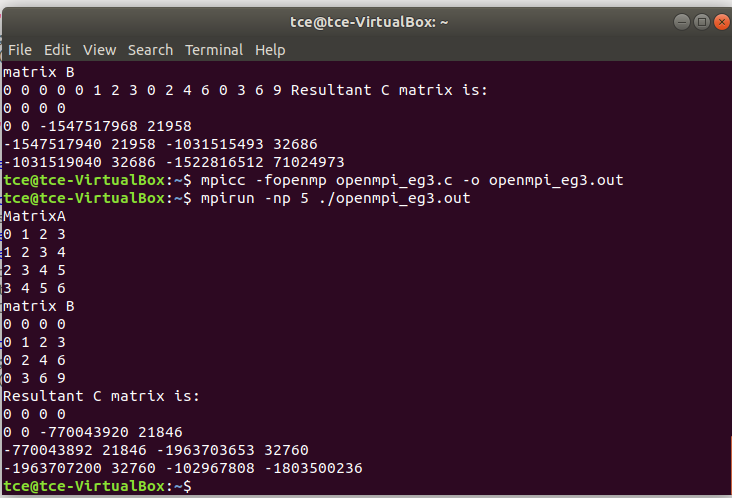 tce@tce-VirtualBox: ~
File Edit View Search Terminal Help
matrix B
0 0 0 0 0 1 2 3 0 2 4 6 0 3 6 9 Resultant C matrix is:
0 0 0 0
0 0 -1547517968 21958
-1547517940 21958 -1031515493 32686
-1031519040 32686 -1522816512 71024973
tce@tce-VirtualBox:~$ mpicc -fopenmp openmpi_eg3.c -o openmpi_eg3.out
tce@tce-VirtualBox:~$ mpirun -np 5 ./openmpi_eg3.out
MatrixA
0 1 2 3
1 2 3 4
2 3 4 5
3 4 5 6
matrix B
0 0 0 0
0 1 2 3
0 2 4 6
0 3 6 9
Resultant C matrix is:
0 0 0 0
0 0 -770043920 21846
-770043892 21846 -1963703653 32760
-1963707200 32760 -102967808 -1803500236
tce@tce-VirtualBox:~$